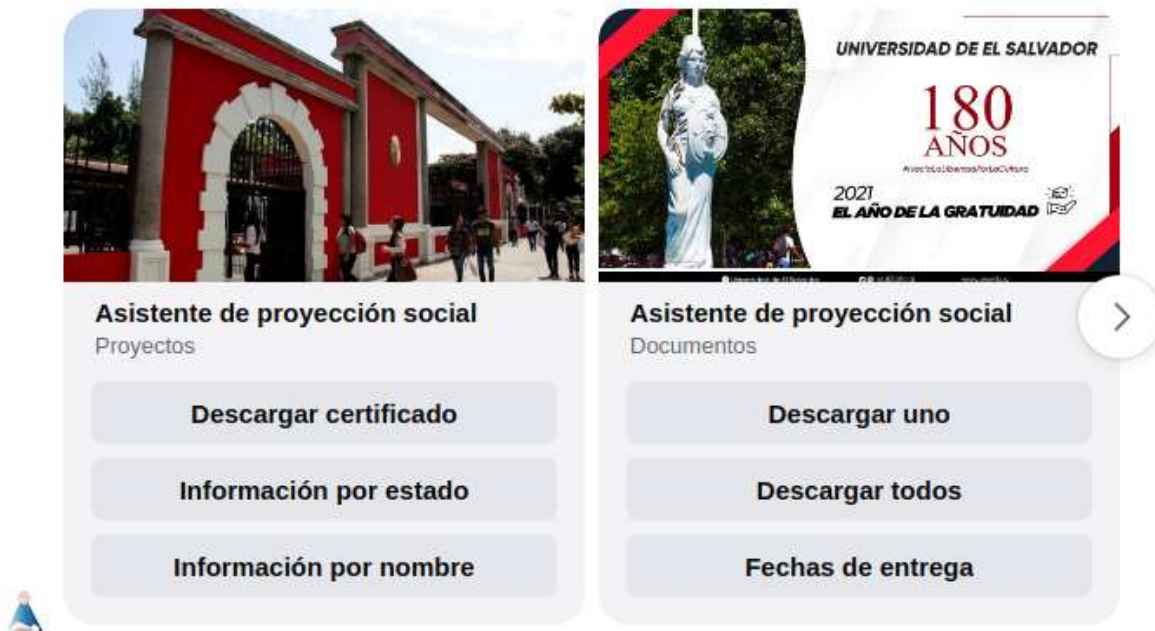 UNIVERSIDAD DE EL SALVADOR
180
AÑOS
2021
EL AÑO DE LA GRATUIDAD
Asistente de proyección social
Proyectos
Descargar certificado
Información por estado
Información por nombre
Asistente de proyección social
Documentos
Descargar uno
Descargar todos
Fechas de entrega